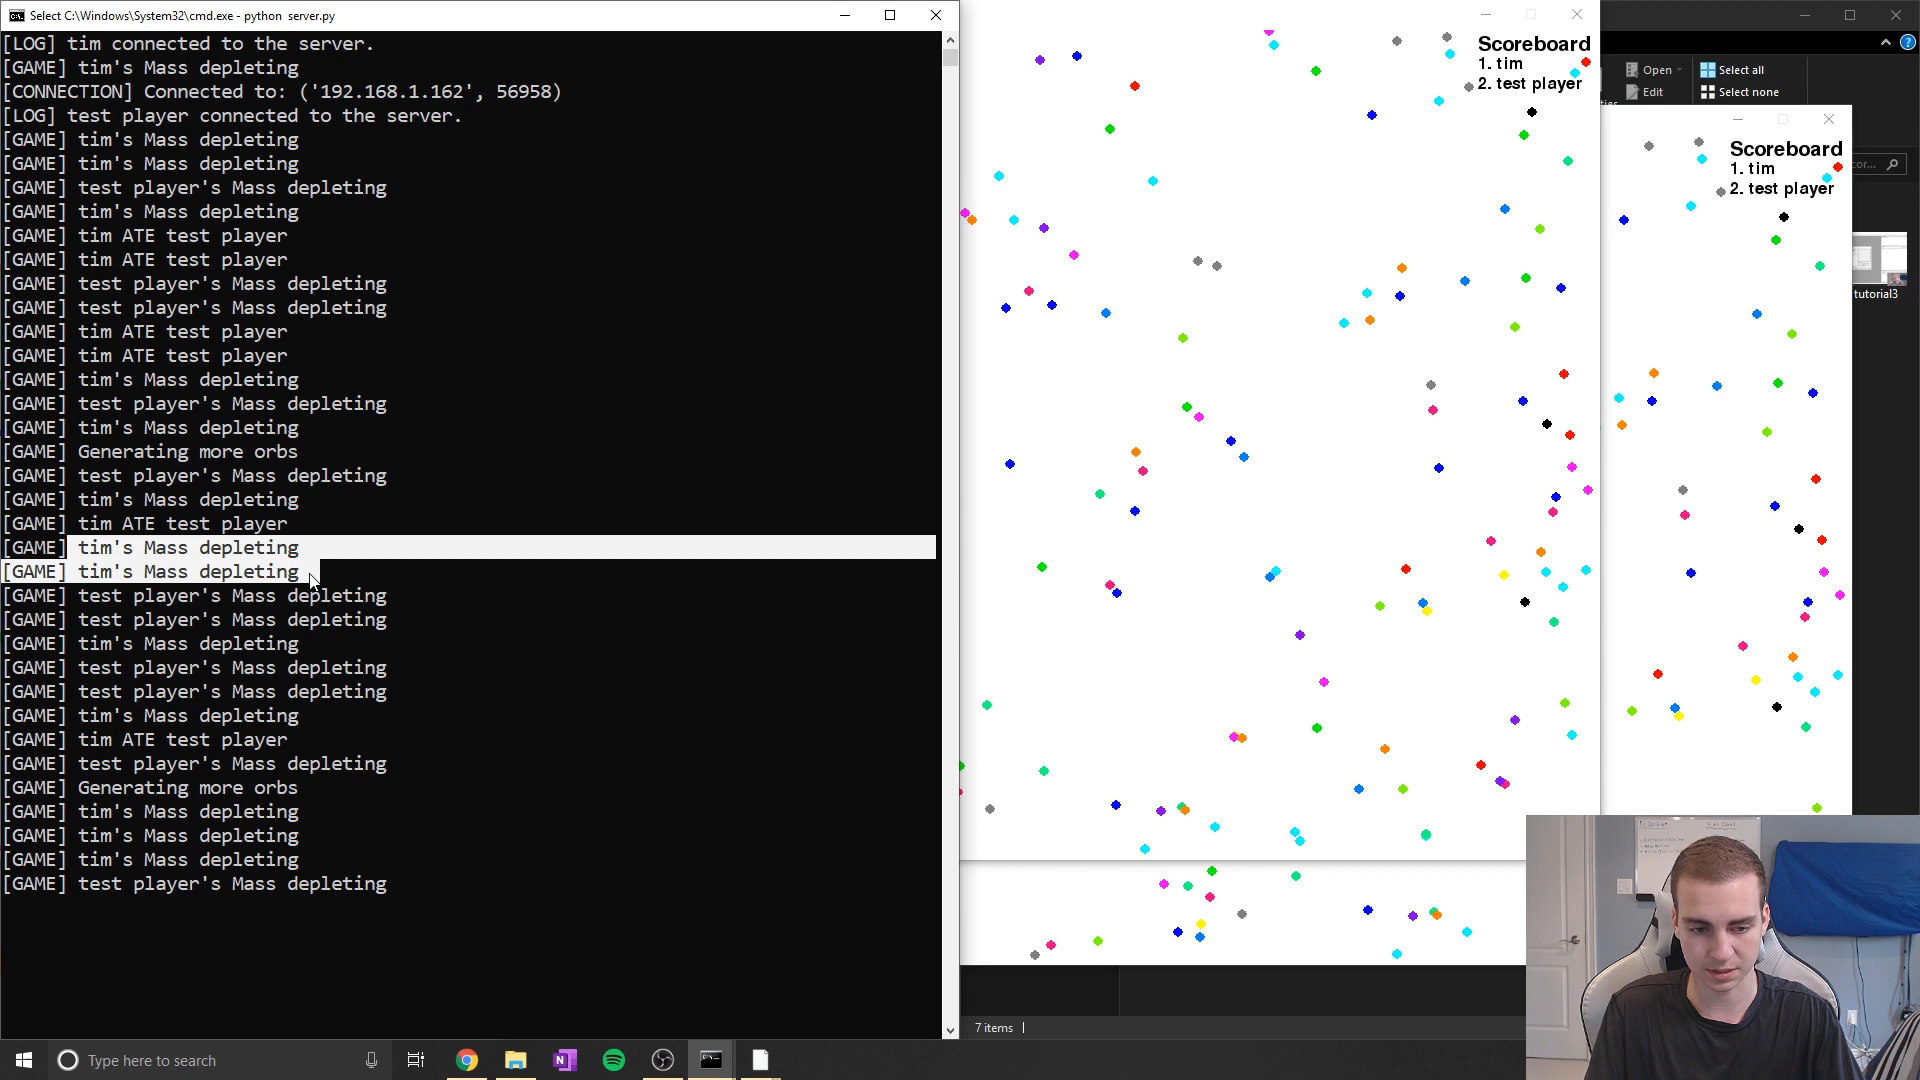 Select C:\Windows\System32\cmd.exe - python  server.py
[LOG] tim connected to the server.
[GAME] tim's Mass depleting
[CONNECTION] Connected to: ('192.168.1.162', 56958)
[LOG] test player connected to the server.
[GAME] tim's Mass depleting
[GAME] tim's Mass depleting
[GAME] test player's Mass depleting
[GAME] tim's Mass depleting
[GAME] tim ATE test player
[GAME] tim ATE test player
[GAME] test player's Mass depleting
[GAME] test player's Mass depleting
[GAME] tim ATE test player
[GAME] tim ATE test player
[GAME] tim's Mass depleting
[GAME] test player's Mass depleting
[GAME] tim's Mass depleting
[GAME] Generating more orbs
[GAME] test player's Mass depleting
[GAME] tim's Mass depleting
[GAME] tim ATE test player
[GAME] tim's Mass depleting
[GAME] tim's Mass depleting
[GAME] test player's Mass depleting
[GAME] test player's Mass depleting
[GAME] tim's Mass depleting
[GAME] test player's Mass depleting
[GAME] test player's Mass depleting
[GAME] tim's Mass depleting
[GAME] tim ATE test player
[GAME] test player's Mass depleting
[GAME] Generating more orbs
[GAME] tim's Mass depleting
[GAME] tim's Mass depleting
[GAME] tim's Mass depleting
[GAME] test player's Mass depleting
Scoreboard
1. tim
2. test player
Open
Edit
Select all
Select none
Scoreboard
1. tim
2. test player
tutorial3
7 items
Type here to search